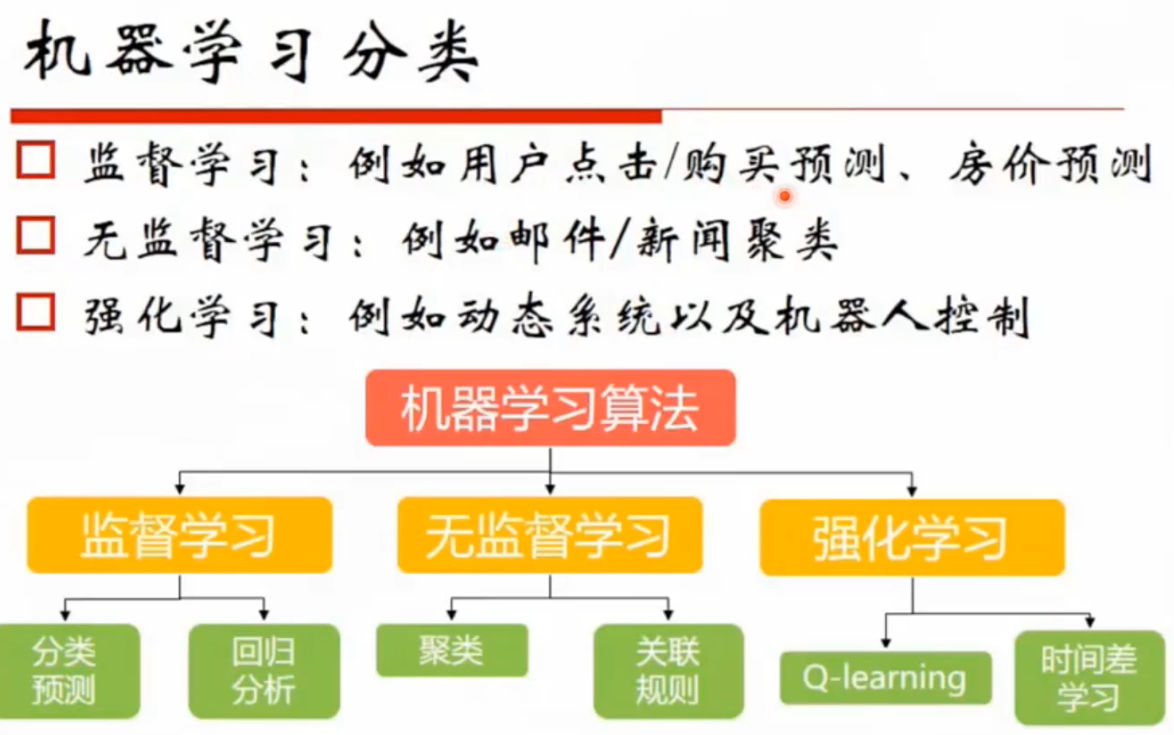 机器学习分类
监督学习：例如用户点击/购买预测、房价预测
无监督学习：例如邮件/新闻聚类
强化学习：例如动态系统以及机器人控制
机器学习算法
监督学习
无监督学习
强化学习
分类
预测
回归
分析
聚类
关联
规则
Q-learning
时间差
学习